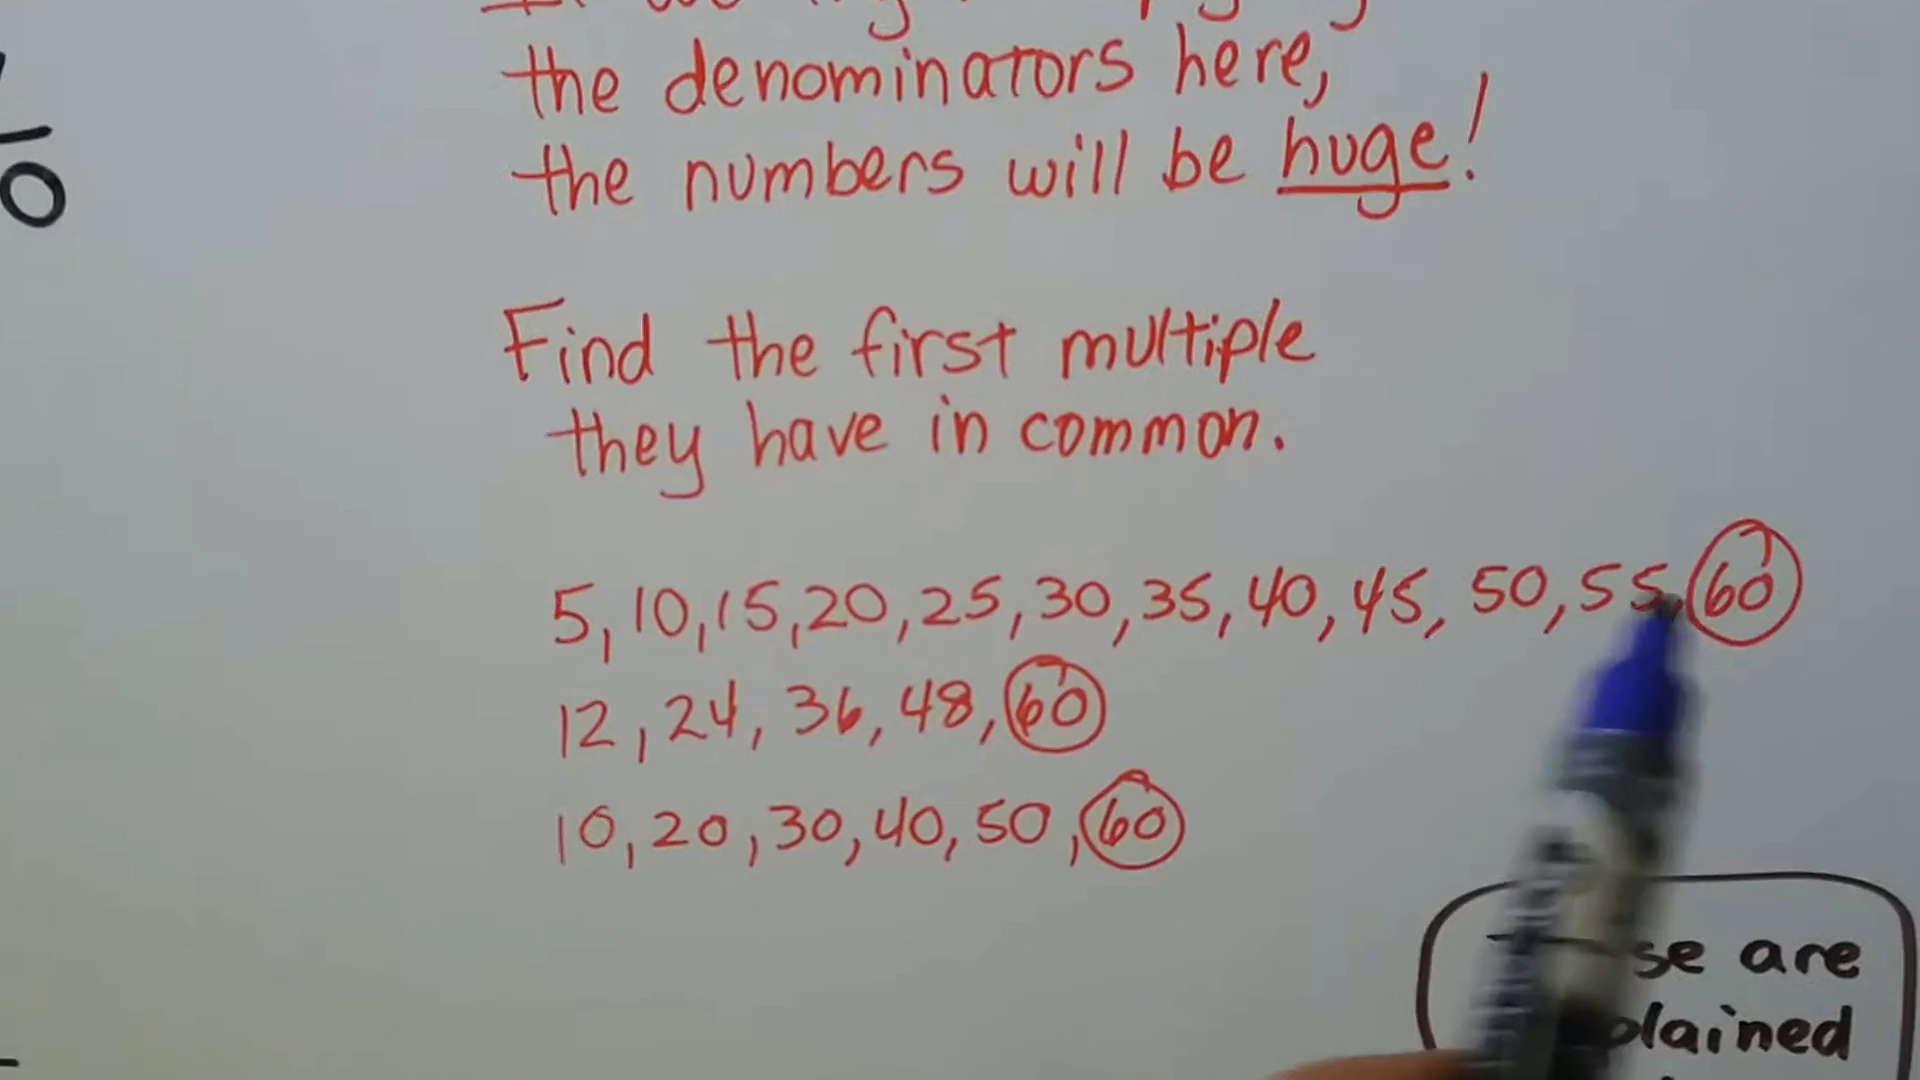 the denominators here,
the numbers will be huge!
Find the first multiple
they have in common.
5, 10, 15, 20, 25, 30, 35, 40, 45, 50, 55, 60
12, 24, 36, 48, 60
10, 20, 30, 40, 50, 60
are